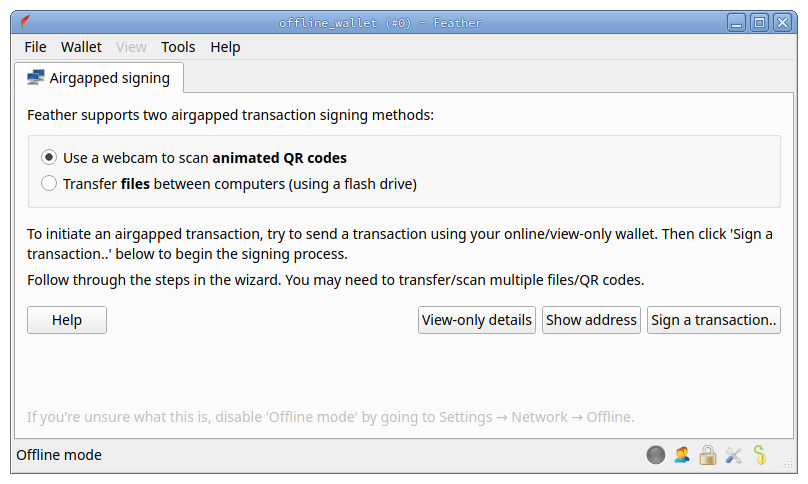 offline_wallet (#0) - Feather
File Wallet View Tools Help
Airgapped signing
Feather supports two airgapped transaction signing methods:
Use a webcam to scan animated QR codes
Transfer files between computers (using a flash drive)
To initiate an airgapped transaction, try to send a transaction using your online/view-only wallet. Then click 'Sign a
transaction..' below to begin the signing process.
Follow through the steps in the wizard. You may need to transfer/scan multiple files/QR codes.
Help View-only details Show address Sign a transaction..
If you're unsure what this is, disable 'Offline mode' by going to Settings → Network → Offline.
Offline mode